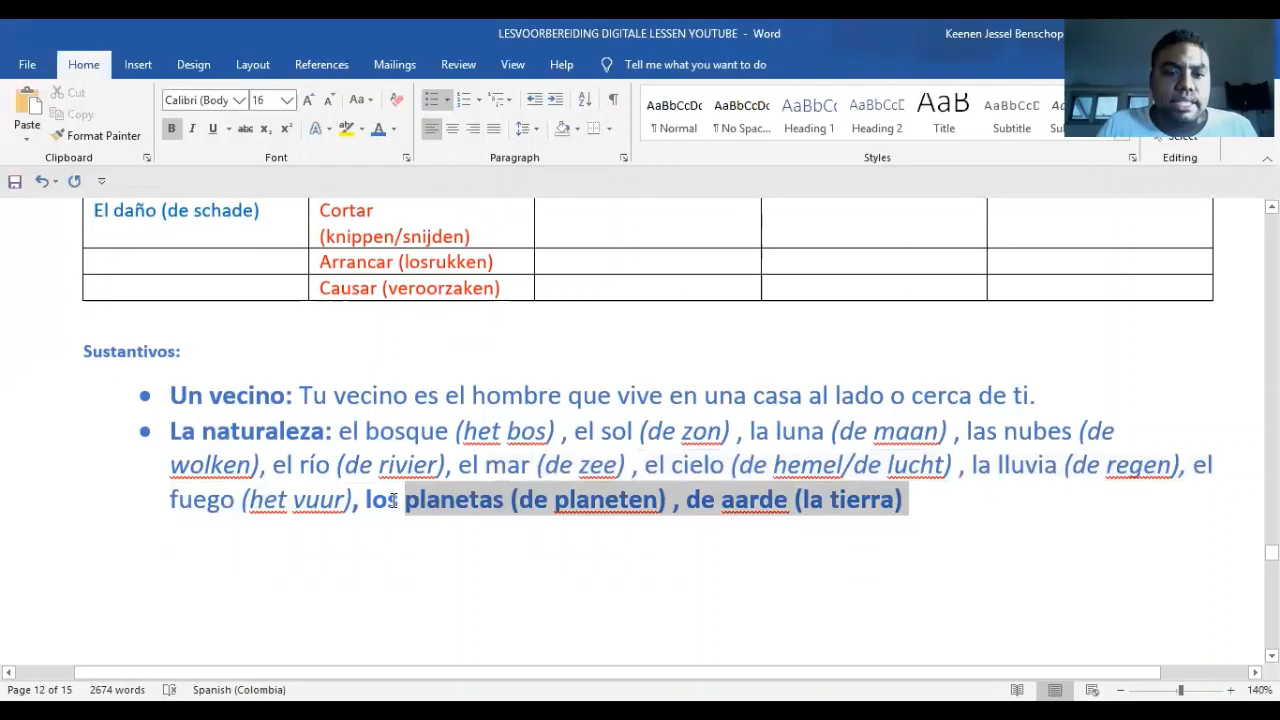 LESVOORBEREIDING DIGITALE LESSEN YOUTUBE - Word
Keenen Jessel Benschop
File Home Insert Design Layout References Mailings Review View Help Tell me what you want to do
Paste
Cut
Copy
Format Painter
Calibri (Body 16
AaBbCcDc AaBbCcDc AaBbCcDc AaBbCcDc AaB AaBbCcD
¶ Normal ¶ No Spac... Heading 1 Heading 2 Title Subtitle
Select
Clipboard Font Paragraph Styles Editing
El daño (de schade) Cortar
(knippen/snijden)
Arrancar (losrukken)
Causar (veroorzaken)
Sustantivos:
• Un vecino: Tu vecino es el hombre que vive en una casa al lado o cerca de ti.
• La naturaleza: el bosque (het bos) , el sol (de zon) , la luna (de maan) , las nubes (de
wolken), el río (de rivier), el mar (de zee) , el cielo (de hemel/de lucht) , la lluvia (de regen), el
fuego (het vuur), los planetas (de planeten) , de aarde (la tierra)
Page 12 of 15 2674 words Spanish (Colombia) 140%